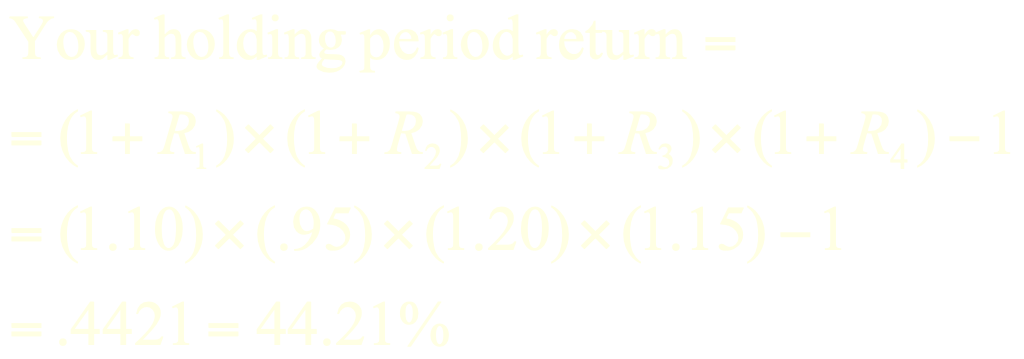 Your holding period return =
= (1 + R₁) × (1 + R₂) × (1 + R₃) × (1 + R₄) − 1
= (1.10) × (.95) × (1.20) × (1.15) − 1
= .4421 = 44.21%